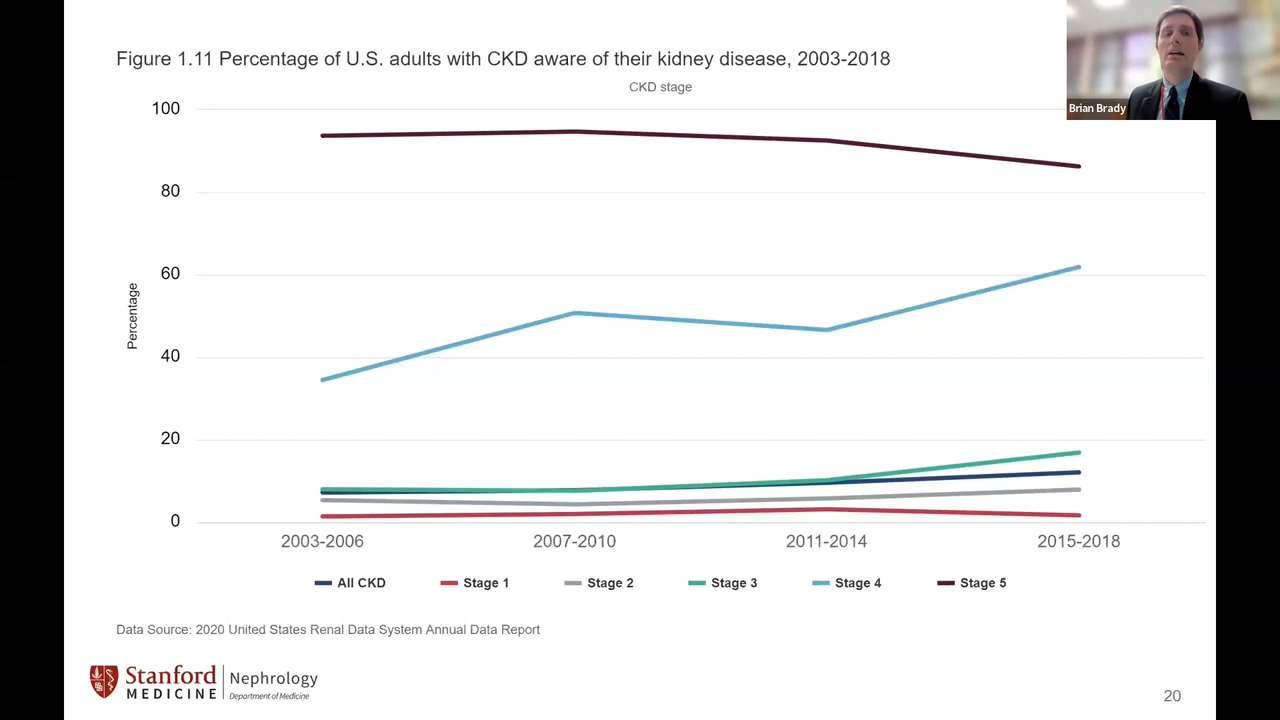 Figure 1.11 Percentage of U.S. adults with CKD aware of their kidney disease, 2003-2018
CKD stage
Brian Brady
100
80
60
40
20
0
Percentage
2003-2006 2007-2010 2011-2014 2015-2018
All CKD Stage 1 Stage 2 Stage 3 Stage 4 Stage 5
Data Source: 2020 United States Renal Data System Annual Data Report
Stanford
MEDICINE
Nephrology
Department of Medicine
20